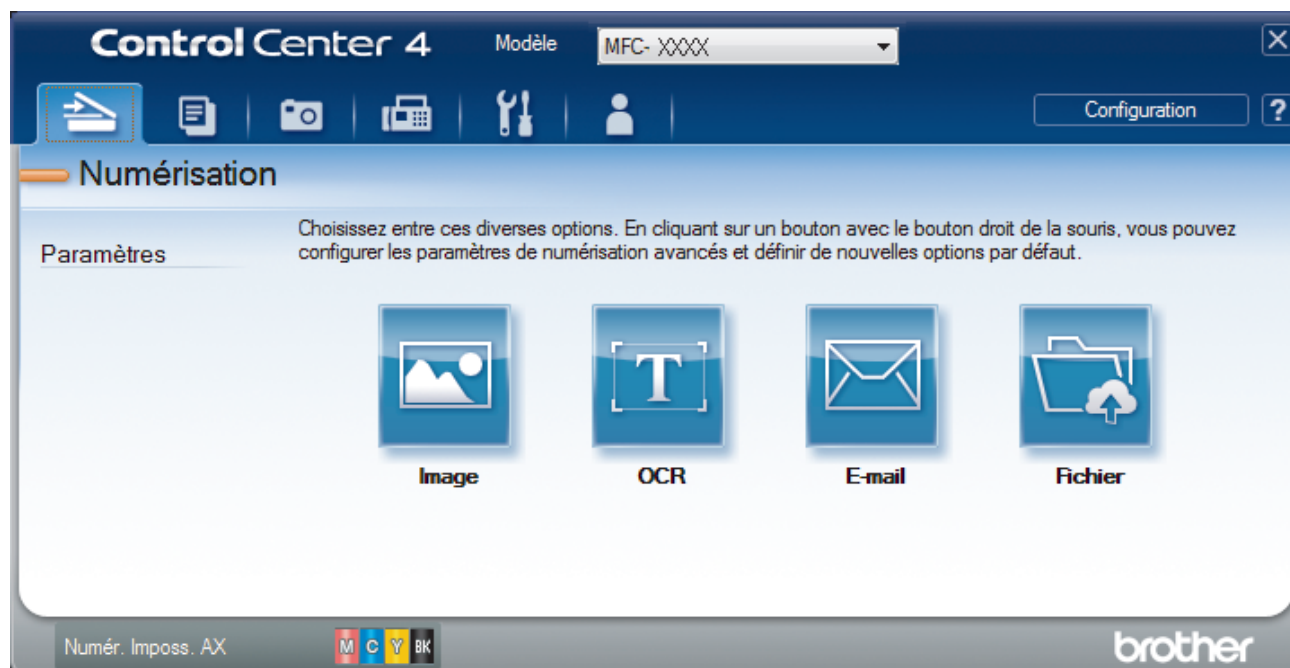 Control Center 4 Modèle MFC- XXXX
Configuration ?
Numérisation
Paramètres
Choisissez entre ces diverses options. En cliquant sur un bouton avec le bouton droit de la souris, vous pouvez
configurer les paramètres de numérisation avancés et définir de nouvelles options par défaut.
T
Image OCR E-mail Fichier
Numér. Imposs. AX M C Y BK brother